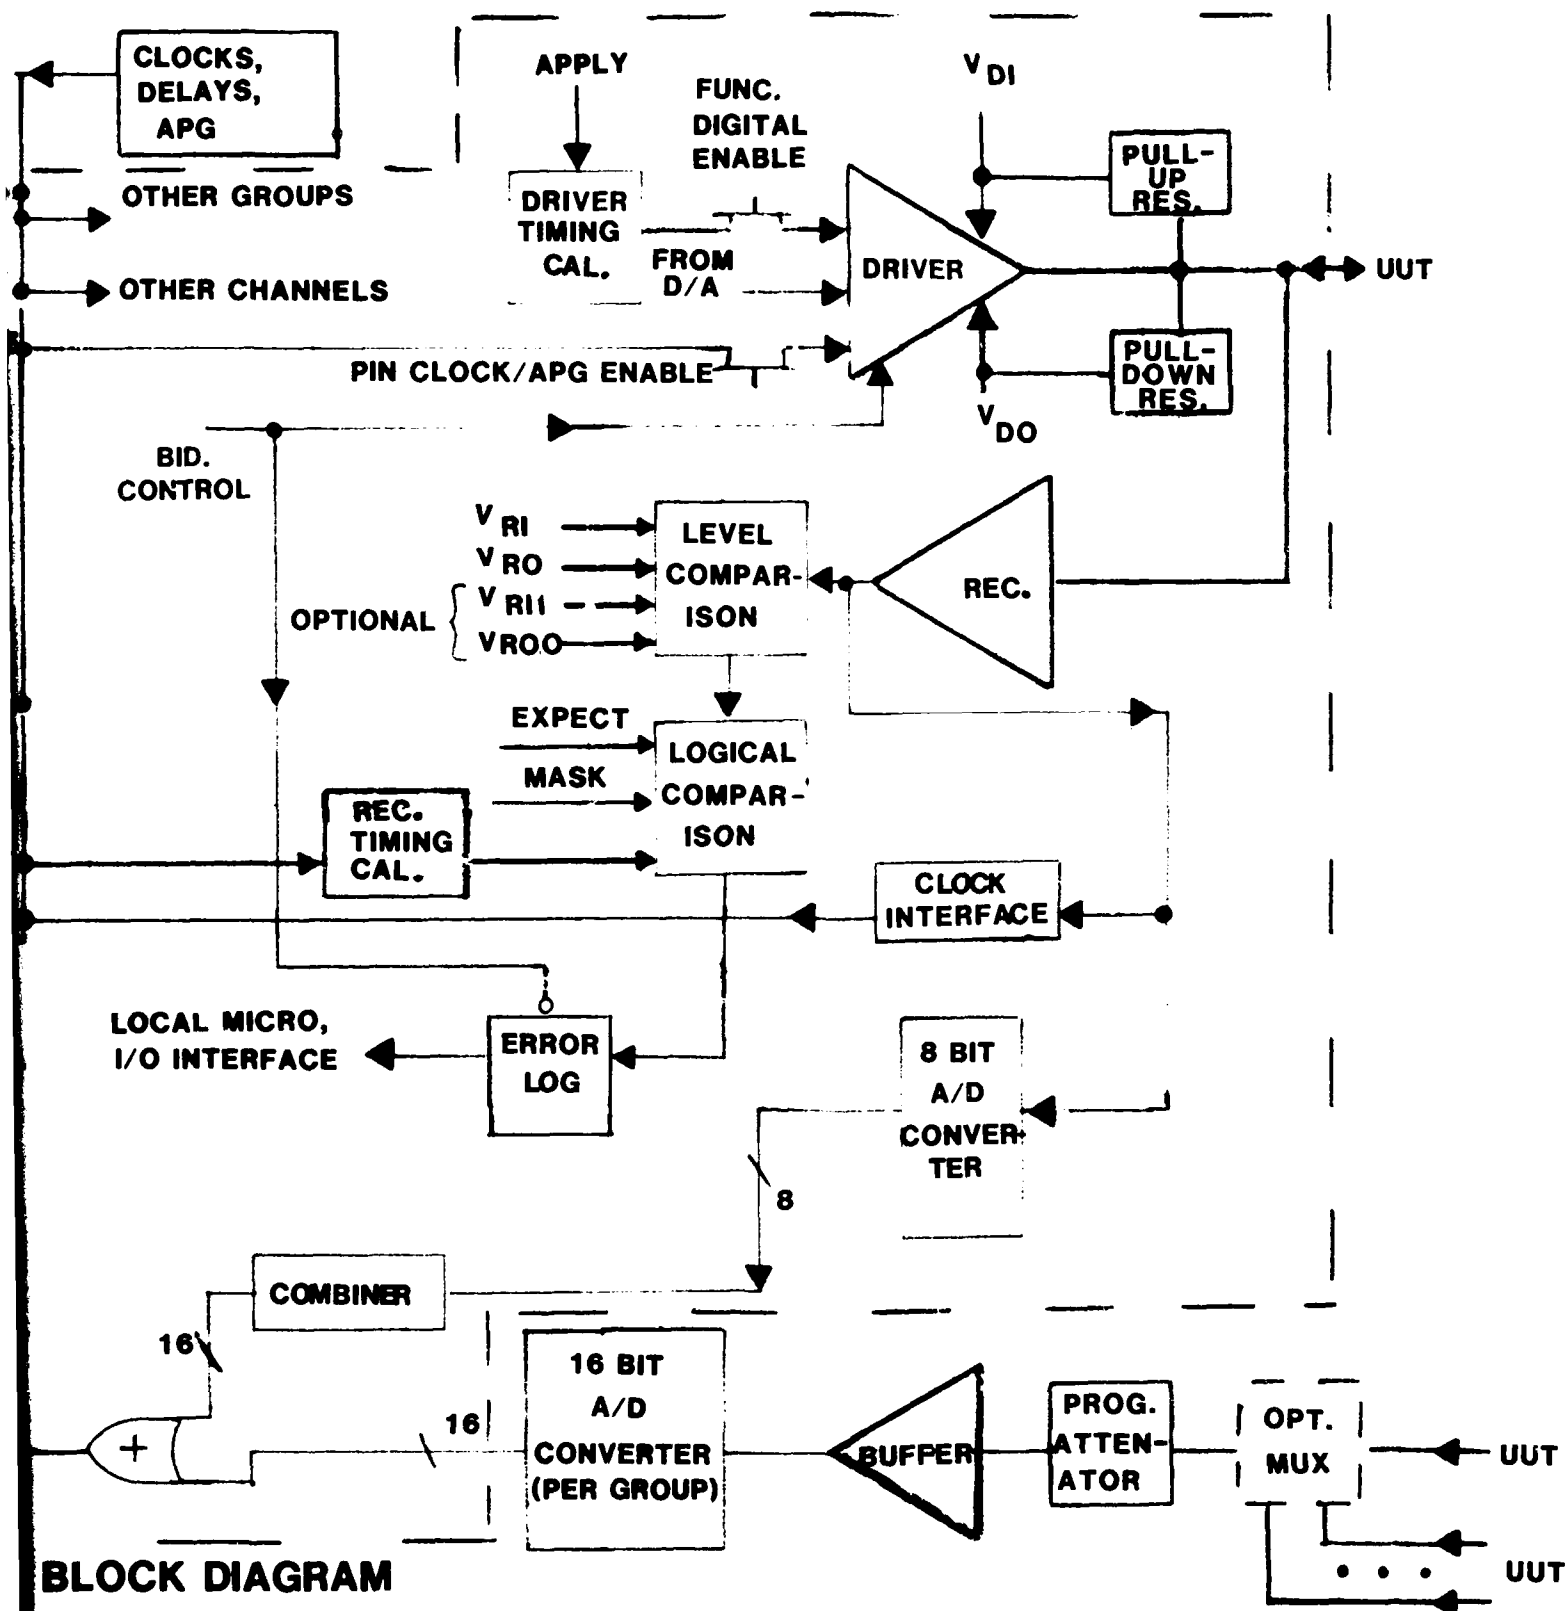 CLOCKS,
DELAYS,
APG
OTHER GROUPS
OTHER CHANNELS
APPLY
DRIVER
TIMING
CAL.
FUNC.
DIGITAL
ENABLE
FROM
D/A
PIN CLOCK/APG ENABLE
DRIVER
V DI
V DO
PULL-
UP
RES.
PULL-
DOWN
RES.
UUT
BID.
CONTROL
V RI
V RO
V RII
V ROO
OPTIONAL
LEVEL
COMPAR-
ISON
REC.
EXPECT
MASK
LOGICAL
COMPAR-
ISON
REC.
TIMING
CAL.
CLOCK
INTERFACE
LOCAL MICRO,
I/O INTERFACE
ERROR
LOG
8 BIT
A/D
CONVER-
TER
8
COMBINER
16
+
16
16 BIT
A/D
CONVERTER
(PER GROUP)
BUFFER
PROG.
ATTEN-
ATOR
OPT.
MUX
UUT
UUT
BLOCK DIAGRAM